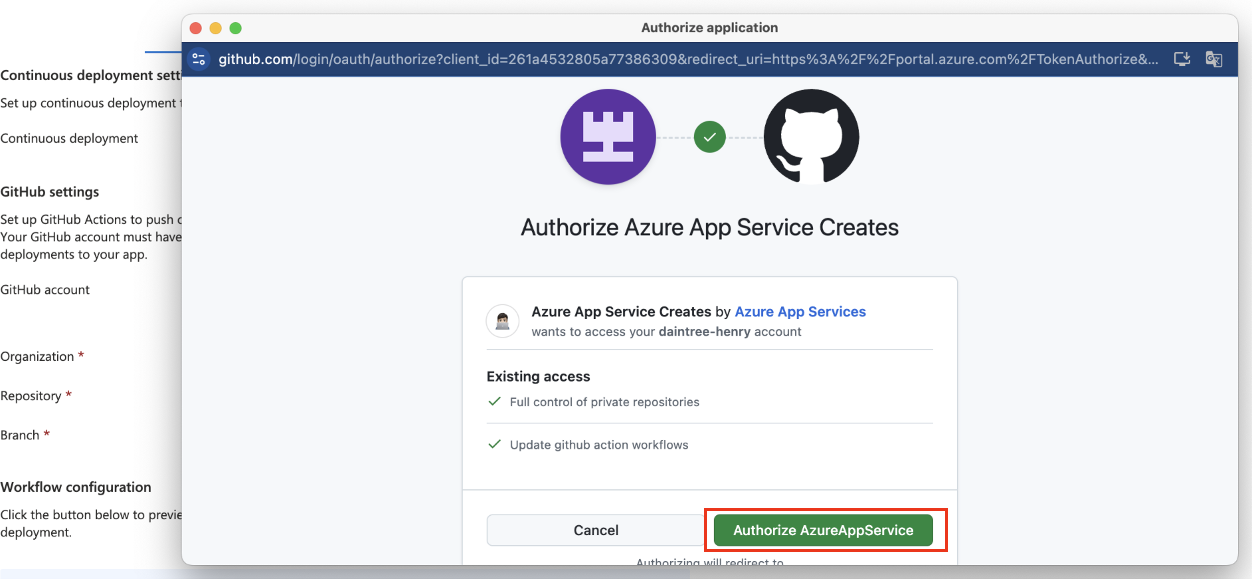 Authorize application
github.com/login/oauth/authorize?client_id=261a4532805a77386309&redirect_uri=https%3A%2F%2Fportal.azure.com%2FTokenAuthorize&...
Continuous deployment sett
Set up continuous deployment t
Continuous deployment
GitHub settings
Set up GitHub Actions to push c
Your GitHub account must have
deployments to your app.
GitHub account
Organization *
Repository *
Branch *
Workflow configuration
Click the button below to previe
deployment.
Authorize Azure App Service Creates
Azure App Service Creates by Azure App Services
wants to access your daintree-henry account
Existing access
Full control of private repositories
Update github action workflows
Cancel
Authorize AzureAppService
Authorizing will redirect to